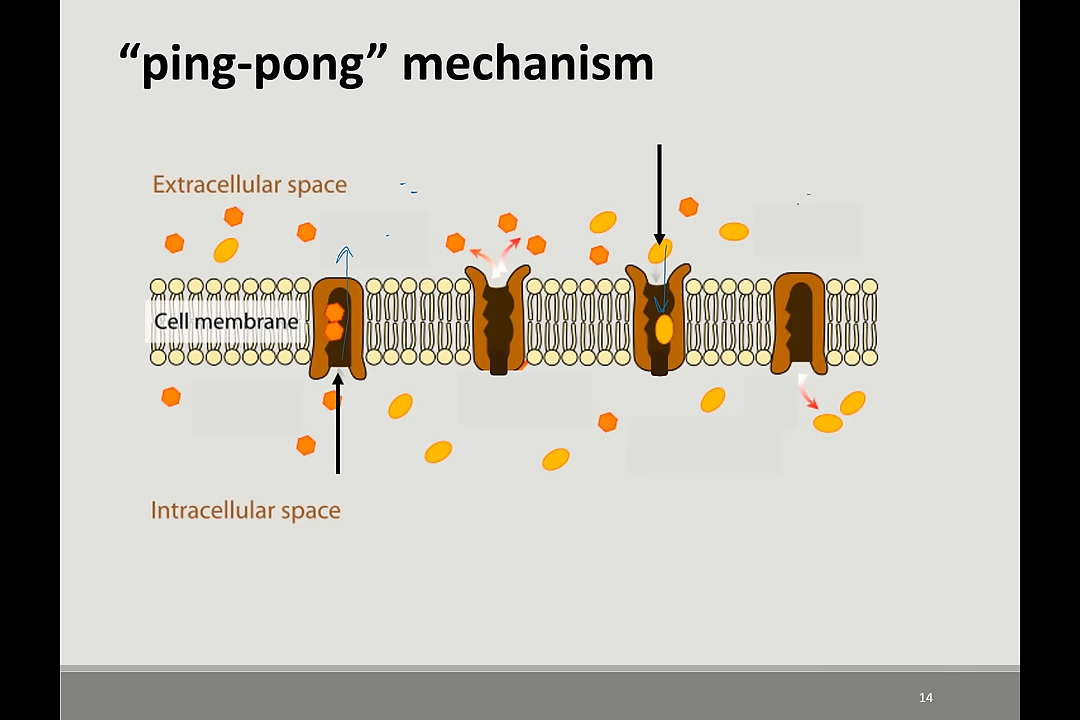 “ping-pong” mechanism
Extracellular space
Cell membrane
Intracellular space
14